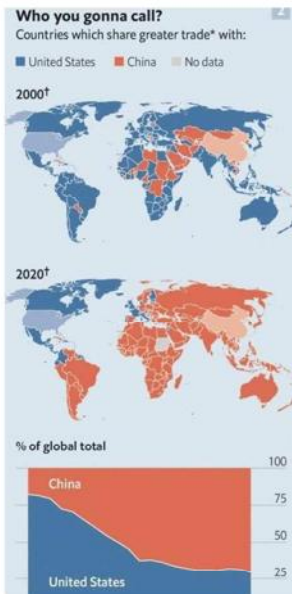 Who you gonna call?
2
Countries which share greater trade* with:
United States China No data
2000†
2020†
% of global total
100
China
75
50
United States
25